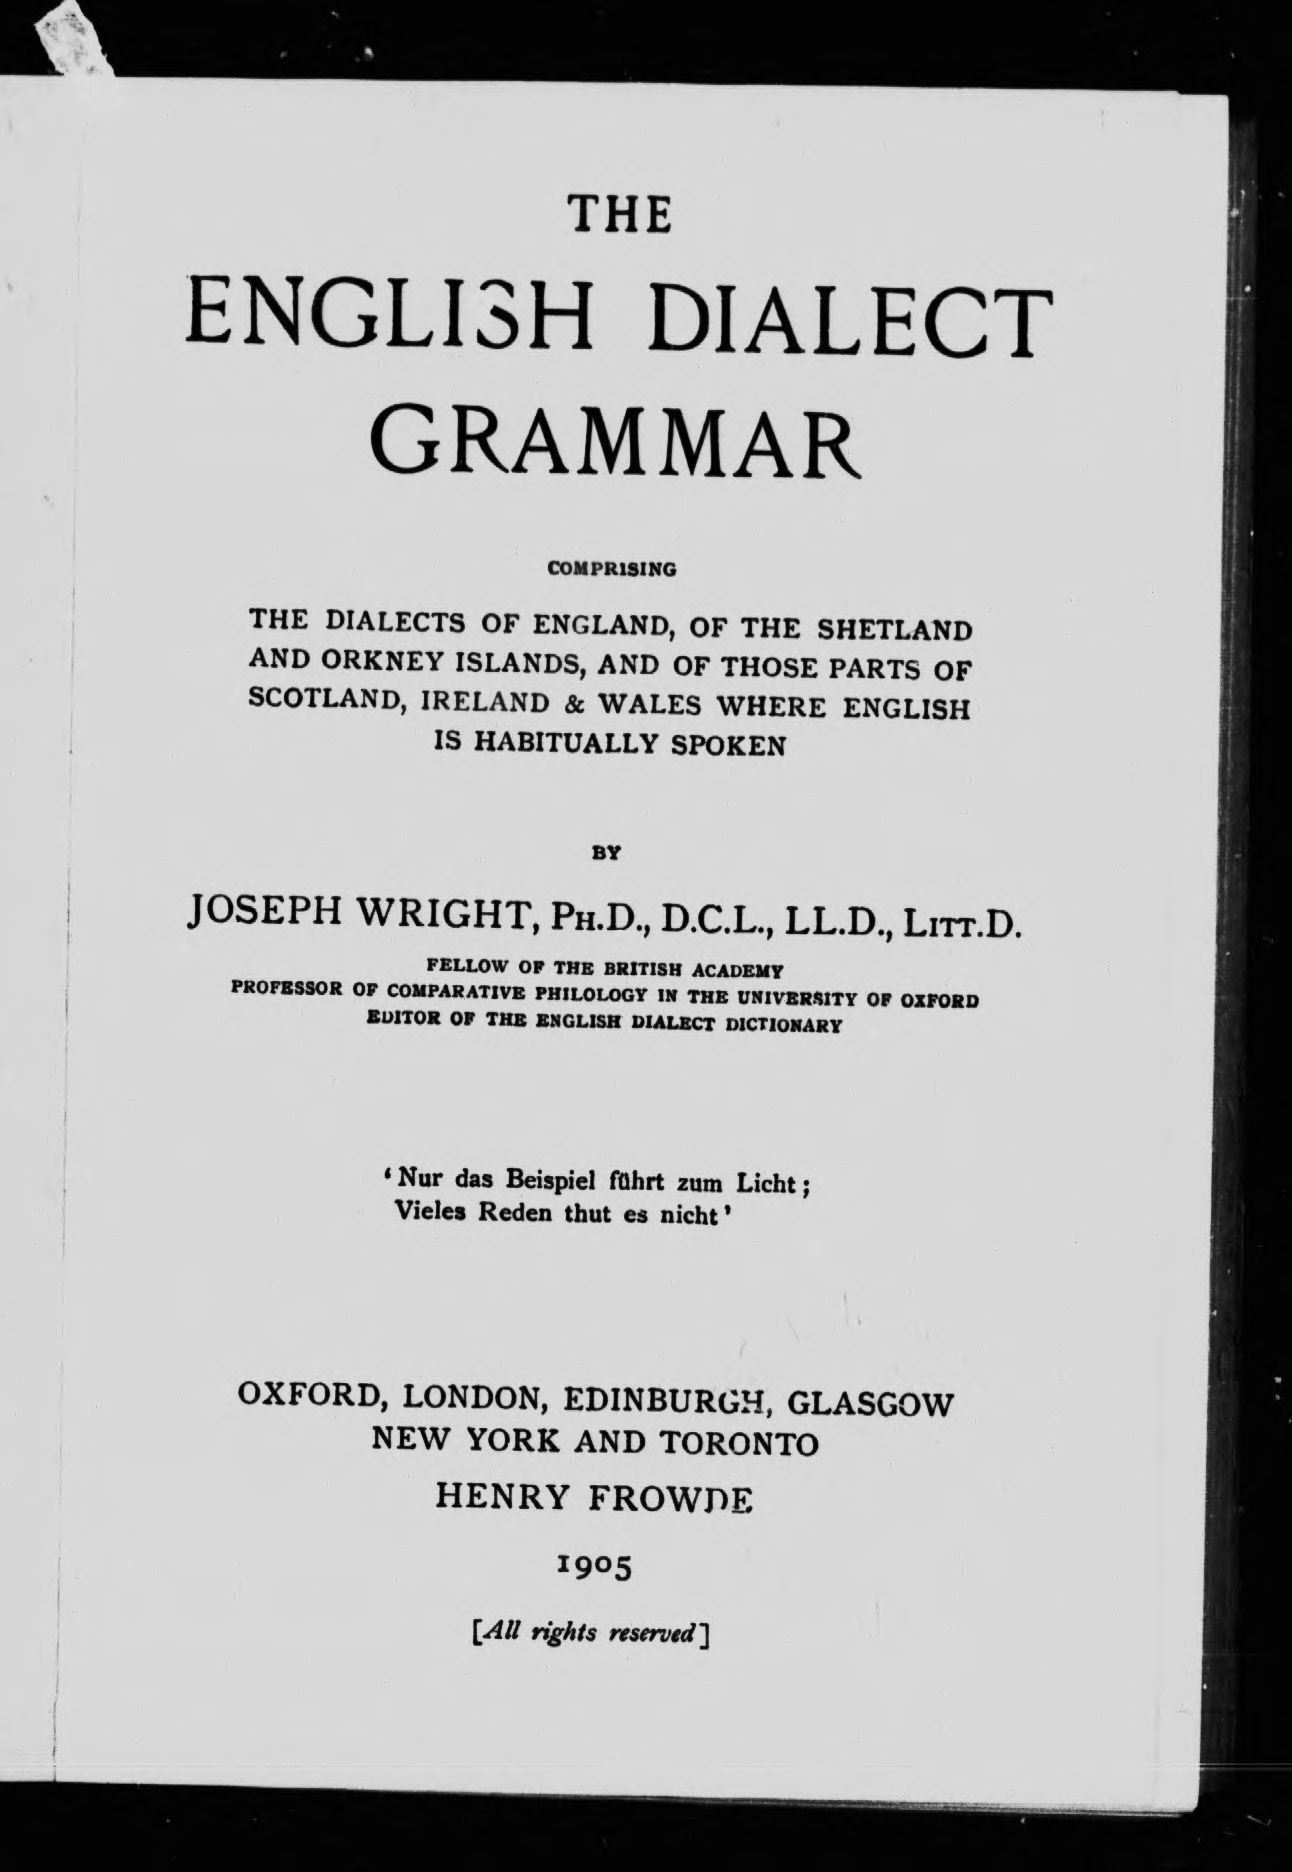 THE
ENGLISH DIALECT
GRAMMAR
COMPRISING
THE DIALECTS OF ENGLAND, OF THE SHETLAND
AND ORKNEY ISLANDS, AND OF THOSE PARTS OF
SCOTLAND, IRELAND & WALES WHERE ENGLISH
IS HABITUALLY SPOKEN
BY
JOSEPH WRIGHT, PH.D., D.C.L., LL.D., LITT.D.
FELLOW OF THE BRITISH ACADEMY
PROFESSOR OF COMPARATIVE PHILOLOGY IN THE UNIVERSITY OF OXFORD
EDITOR OF THE ENGLISH DIALECT DICTIONARY
‘Nur das Beispiel führt zum Licht;
Vieles Reden thut es nicht’
OXFORD, LONDON, EDINBURGH, GLASGOW
NEW YORK AND TORONTO
HENRY FROWDE
1905
[All rights reserved]